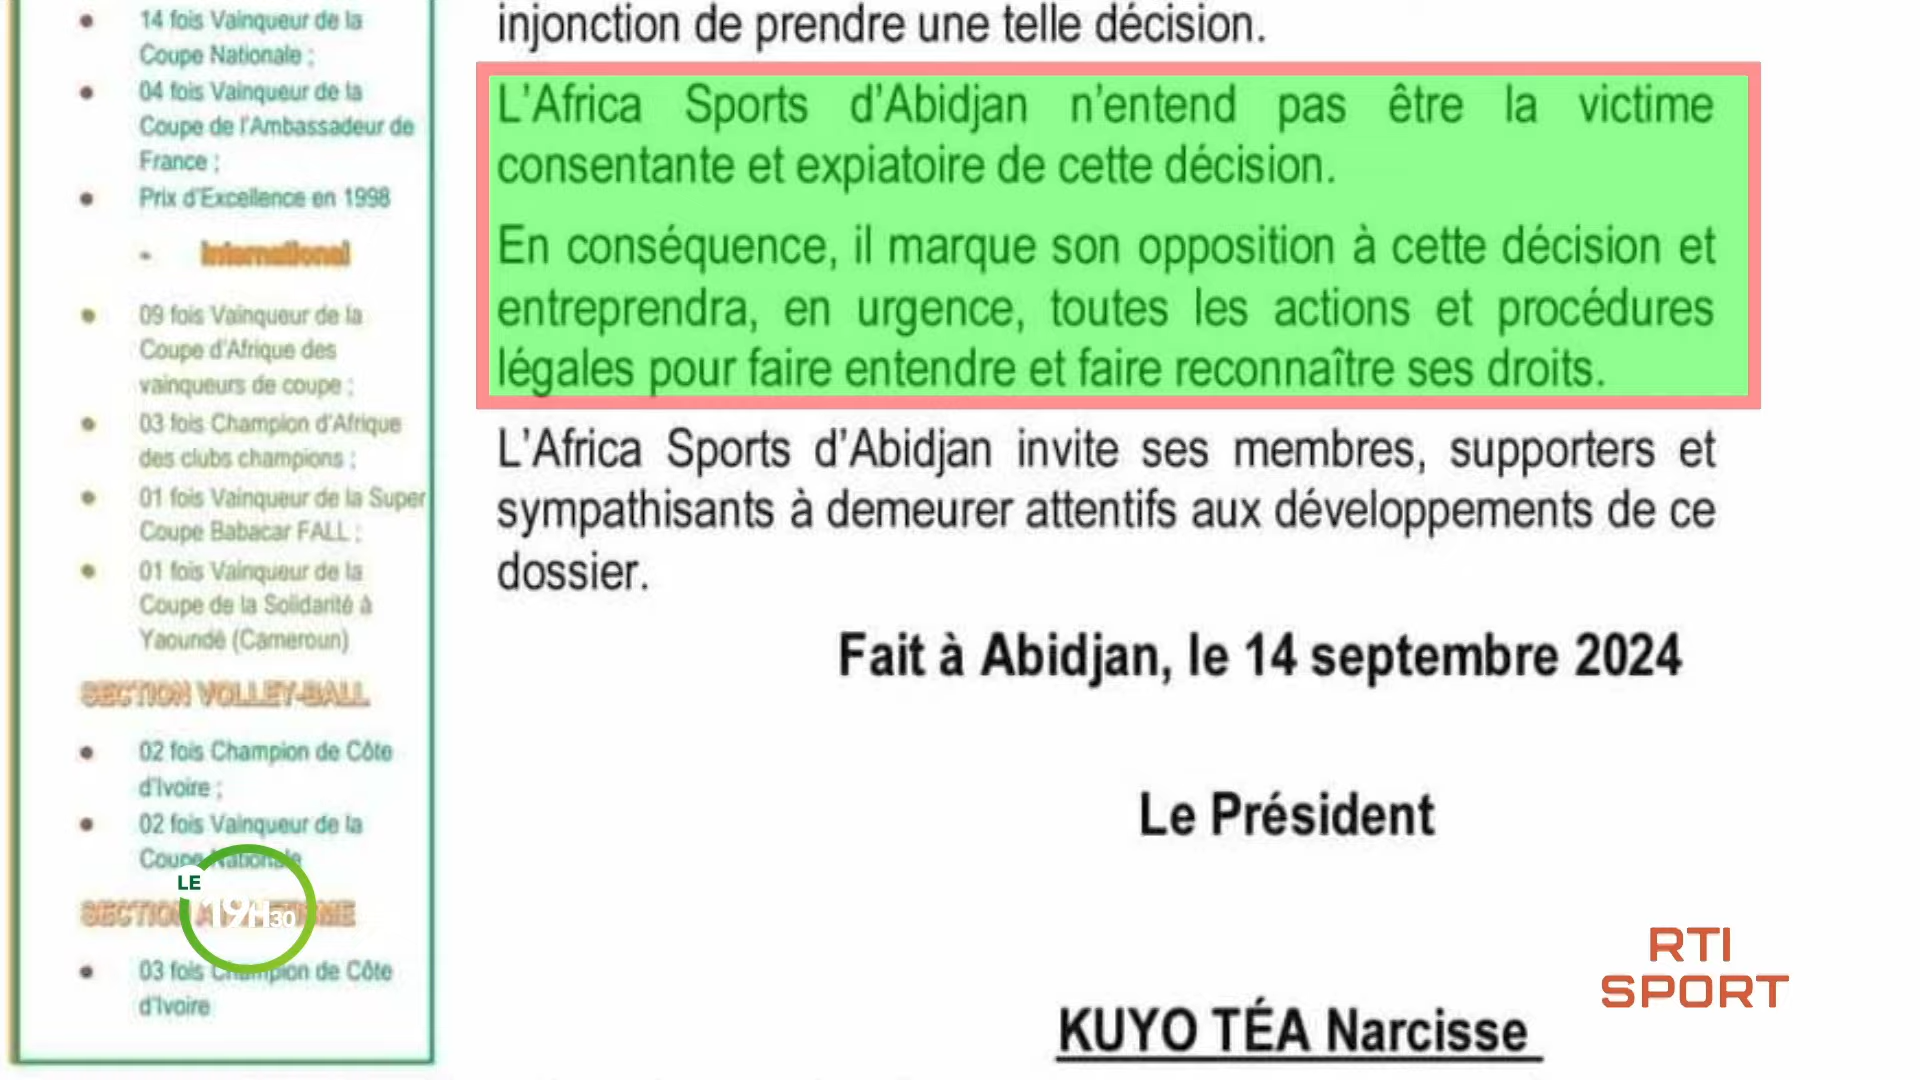 14 fois Vainqueur de la
Coupe Nationale ;
04 fois Vainqueur de la
Coupe de l'Ambassadeur de
France ;
Prix d'Excellence en 1998
- International
09 fois Vainqueur de la
Coupe d'Afrique des
vainqueurs de coupe ;
03 fois Champion d'Afrique
des clubs champions ;
01 fois Vainqueur de la Super
Coupe Babacar FALL ;
01 fois Vainqueur de la
Coupe de la Solidarité à
Yaoundé (Cameroun)
SECTION VOLLEY-BALL
02 fois Champion de Côte
d'Ivoire ;
02 fois Vainqueur de la
Coupe Nationale
SECTION
03 fois Champion de Côte
d'Ivoire
injonction de prendre une telle décision.
L'Africa Sports d'Abidjan n'entend pas être la victime
consentante et expiatoire de cette décision.
En conséquence, il marque son opposition à cette décision et
entreprendra, en urgence, toutes les actions et procédures
légales pour faire entendre et faire reconnaître ses droits.
L'Africa Sports d'Abidjan invite ses membres, supporters et
sympathisants à demeurer attentifs aux développements de ce
dossier.
Fait à Abidjan, le 14 septembre 2024
Le Président
KUYO TÉA Narcisse
LE
19H30
RTI
SPORT